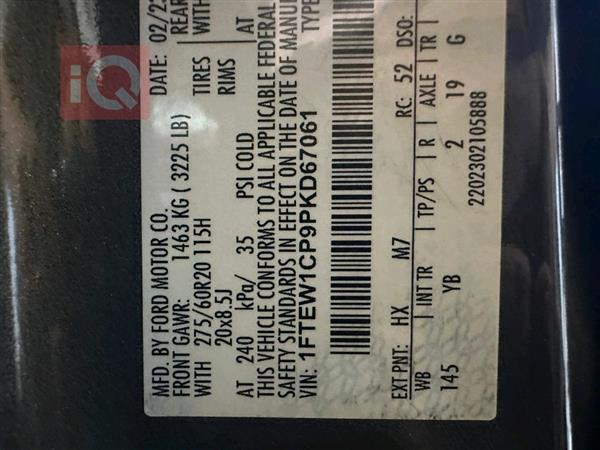 iQ
MFD. BY FORD MOTOR CO. DATE: 02/23
FRONT GAWR: 1463 KG ( 3225 LB) REAR
WITH 275/60R20 115H TIRES WITH
20x8.5J RIMS
AT 240 kPa/ 35 PSI COLD AT
THIS VEHICLE CONFORMS TO ALL APPLICABLE FEDERAL
SAFETY STANDARDS IN EFFECT ON THE DATE OF MANU
VIN: 1FTEW1CP9PKD67061 TYPE
EXT PNT: HX M7 RC: 52 DSO:
WB | INT TR | TP/PS | R | AXLE | TR |
145 YB 2 19 G
2202302105888